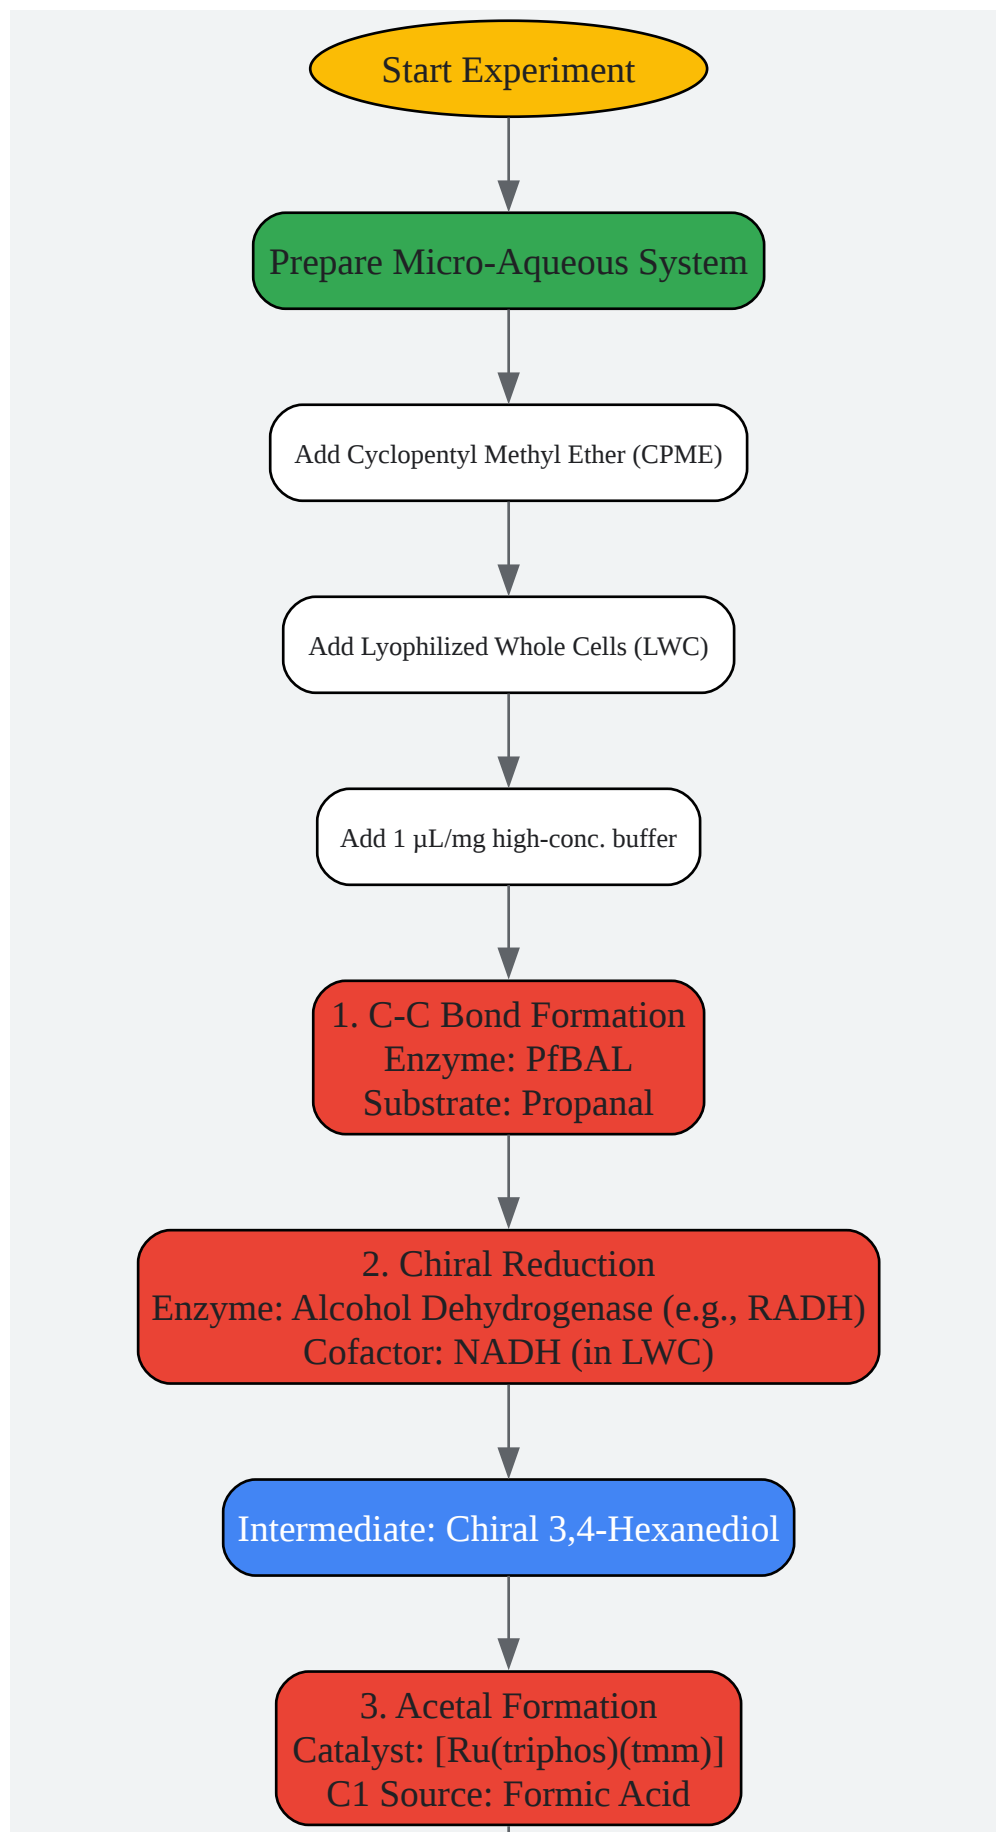 Start Experiment
Prepare Micro-Aqueous System
Add Cyclopentyl Methyl Ether (CPME)
Add Lyophilized Whole Cells (LWC)
Add 1 µL/mg high-conc. buffer
1. C-C Bond Formation
Enzyme: PfBAL
Substrate: Propanal
2. Chiral Reduction
Enzyme: Alcohol Dehydrogenase (e.g., RADH)
Cofactor: NADH (in LWC)
Intermediate: Chiral 3,4-Hexanediol
3. Acetal Formation
Catalyst: [Ru(triphos)(tmm)]
C1 Source: Formic Acid